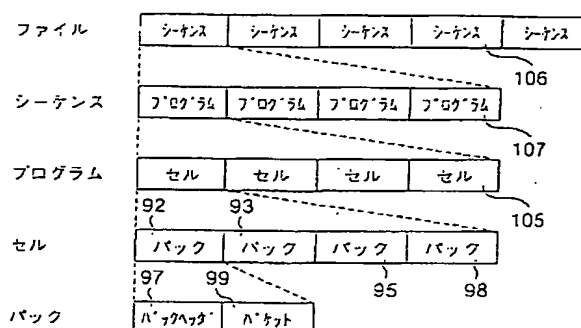 ファイル シーケンス シーケンス シーケンス シーケンス シーケンス
106
シーケンス プログラム プログラム プログラム プログラム
107
プログラム セル セル セル セル
105
92 93
セル パック パック パック パック
97 99 95 98
パック パックヘッダ パケット